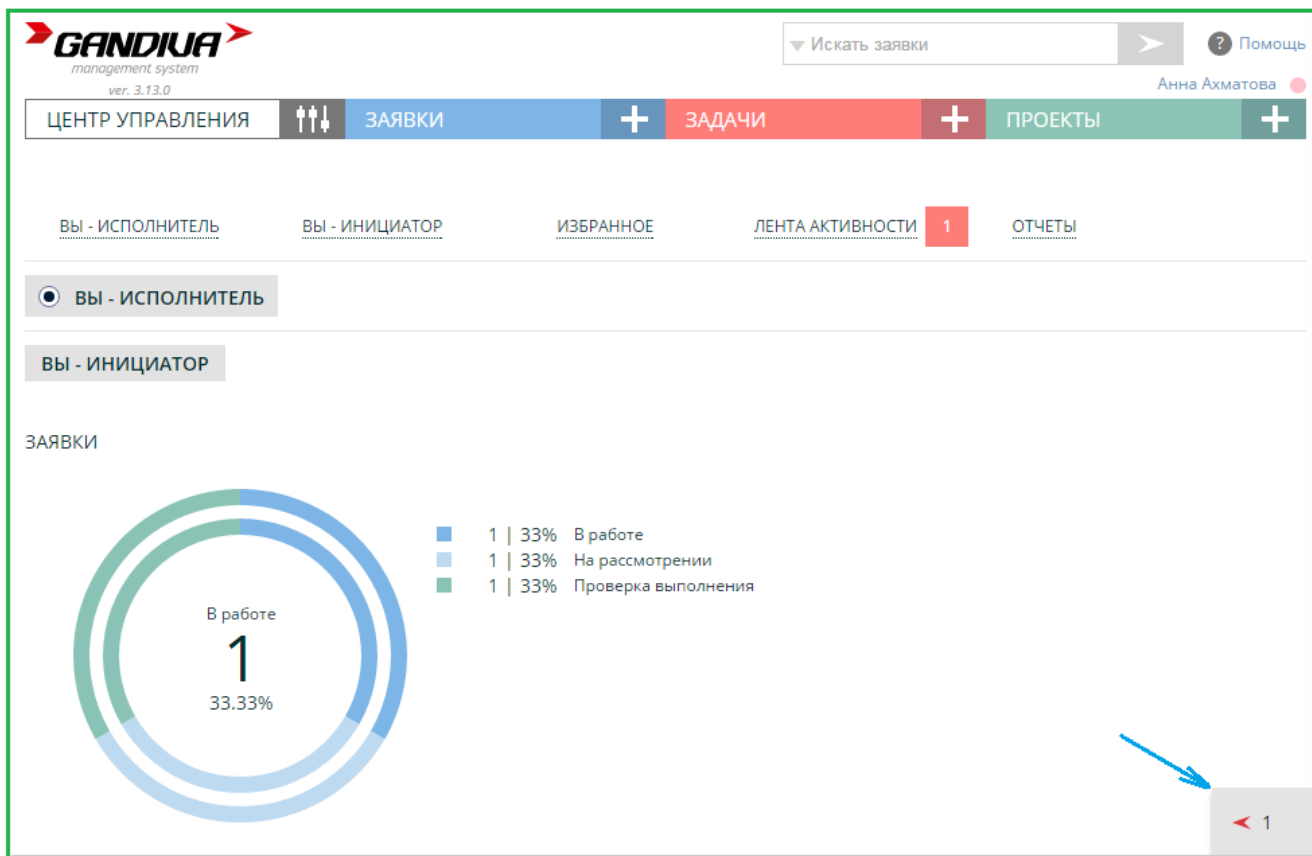 GANDIVA
management system
ver. 3.13.0
Искать заявки
? Помощь
Анна Ахматова
ЦЕНТР УПРАВЛЕНИЯ ЗАЯВКИ + ЗАДАЧИ + ПРОЕКТЫ +
ВЫ - ИСПОЛНИТЕЛЬ ВЫ - ИНИЦИАТОР ИЗБРАННОЕ ЛЕНТА АКТИВНОСТИ 1 ОТЧЕТЫ
ВЫ - ИСПОЛНИТЕЛЬ
ВЫ - ИНИЦИАТОР
ЗАЯВКИ
1 | 33% В работе
1 | 33% На рассмотрении
1 | 33% Проверка выполнения
В работе
1
33.33%
1